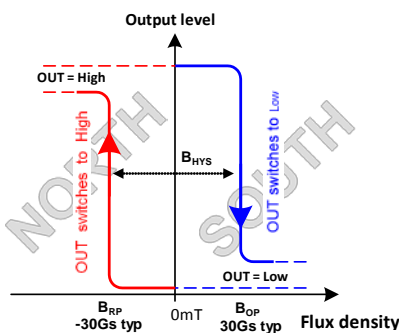 Output level
OUT = High
NORTH
SOUTH
OUT switches to High
OUT switches to Low
BHYS
OUT = Low
BRP
-30Gs typ
0mT
BOP
30Gs typ
Flux density